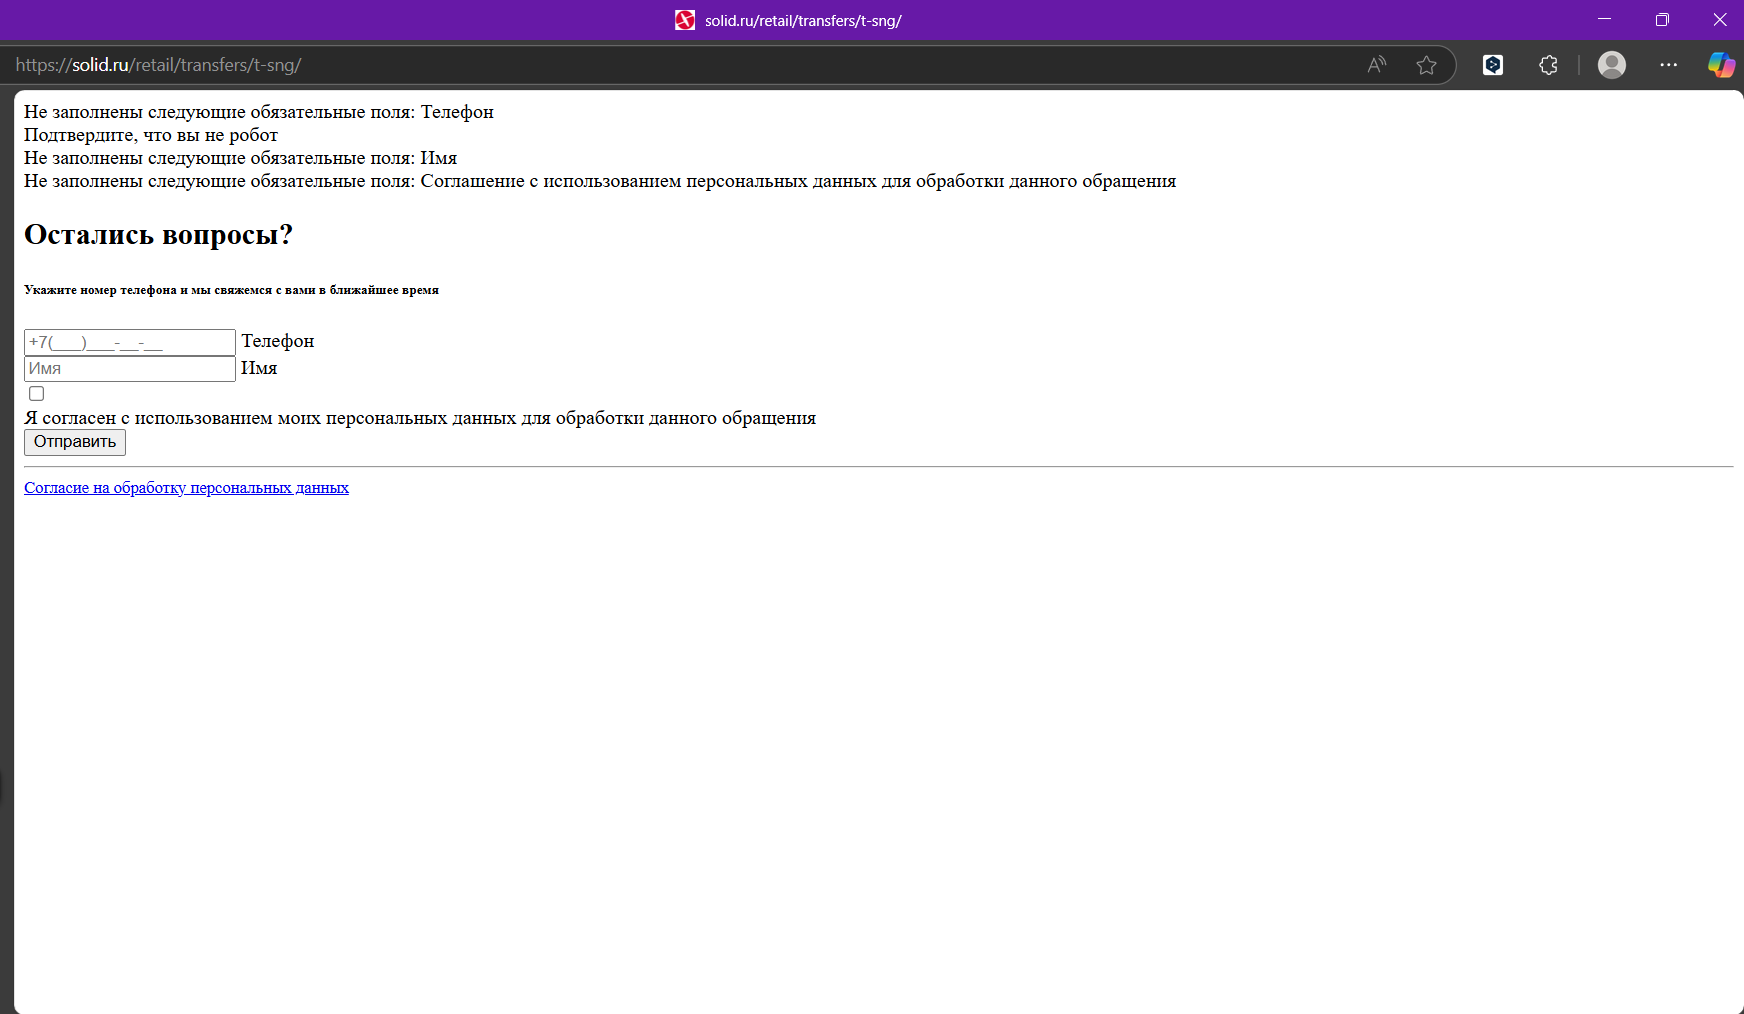 solid.ru/retail/transfers/t-sng/
https://solid.ru/retail/transfers/t-sng/
Не заполнены следующие обязательные поля: Телефон
Подтвердите, что вы не робот
Не заполнены следующие обязательные поля: Имя
Не заполнены следующие обязательные поля: Соглашение с использованием персональных данных для обработки данного обращения
Остались вопросы?
Укажите номер телефона и мы свяжемся с вами в ближайшее время
+7(___)___-__-__ Телефон
Имя Имя
Я согласен с использованием моих персональных данных для обработки данного обращения
Отправить
Согласие на обработку персональных данных